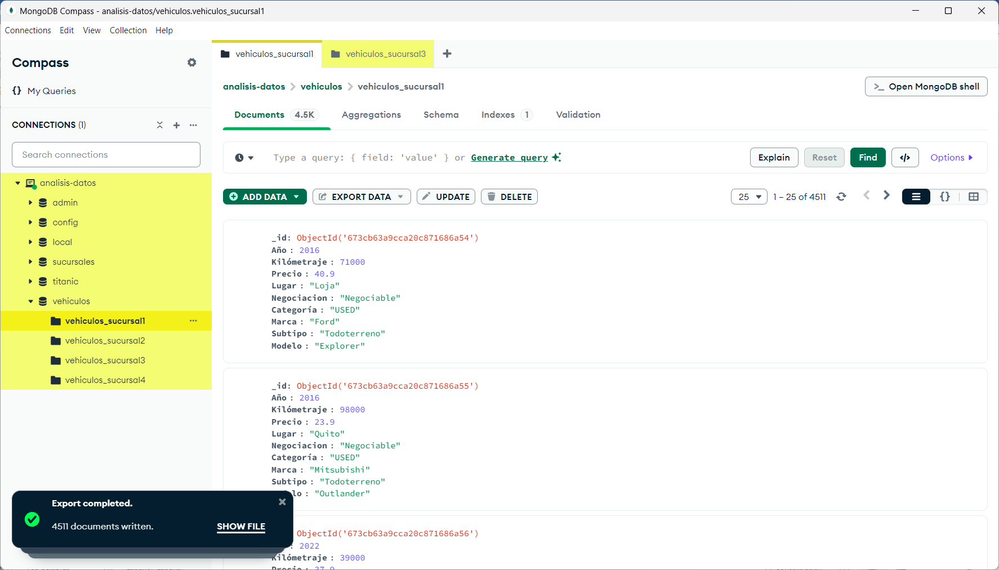 MongoDB Compass - analisis-datos/vehiculos.vehiculos_sucursal1
Connections Edit View Collection Help
Compass
{} My Queries
CONNECTIONS (1)
Search connections
analisis-datos
admin
config
local
sucursales
titanic
vehiculos
vehiculos_sucursal1
vehiculos_sucursal2
vehiculos_sucursal3
vehiculos_sucursal4
vehiculos_sucursal1 vehiculos_sucursal3
analisis-datos > vehiculos > vehiculos_sucursal1
>_ Open MongoDB shell
Documents 4.5K Aggregations Schema Indexes 1 Validation
Type a query: { field: 'value' } or Generate query
Explain Reset Find </> Options
ADD DATA EXPORT DATA UPDATE DELETE
25 1 – 25 of 4511 {}
_id: ObjectId('673cb63a9cca20c871686a54')
Año : 2016
Kilómetraje : 71000
Precio : 40.9
Lugar : "Loja"
Negociacion : "Negociable"
Categoría : "USED"
Marca : "Ford"
Subtipo : "Todoterreno"
Modelo : "Explorer"
_id: ObjectId('673cb63a9cca20c871686a55')
Año : 2016
Kilómetraje : 98000
Precio : 23.9
Lugar : "Quito"
Negociacion : "Negociable"
Categoría : "USED"
Marca : "Mitsubishi"
Subtipo : "Todoterreno"
lo : "Outlander"
ObjectId('673cb63a9cca20c871686a56')
: 2022
Kilómetraje : 39000
Precio : 37.9
Export completed.
4511 documents written.
SHOW FILE